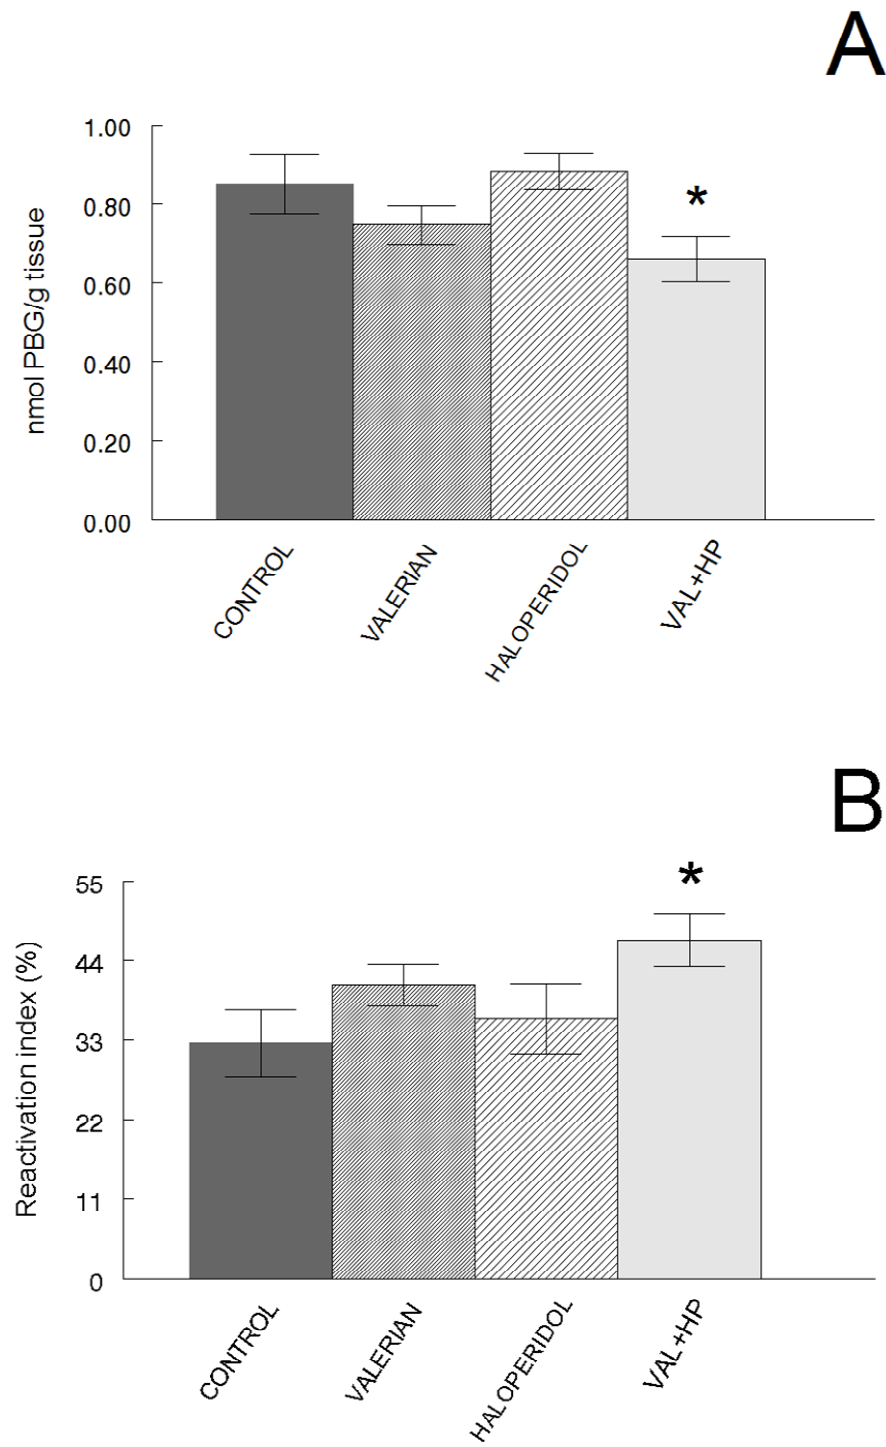 A
1.00
0.80
0.60
0.40
0.20
0.00
nmol PBG/g tissue
*
CONTROL
VALERIAN
HALOPERIDOL
VAL+HP
B
55
44
33
22
11
0
Reactivation index (%)
*
CONTROL
VALERIAN
HALOPERIDOL
VAL+HP